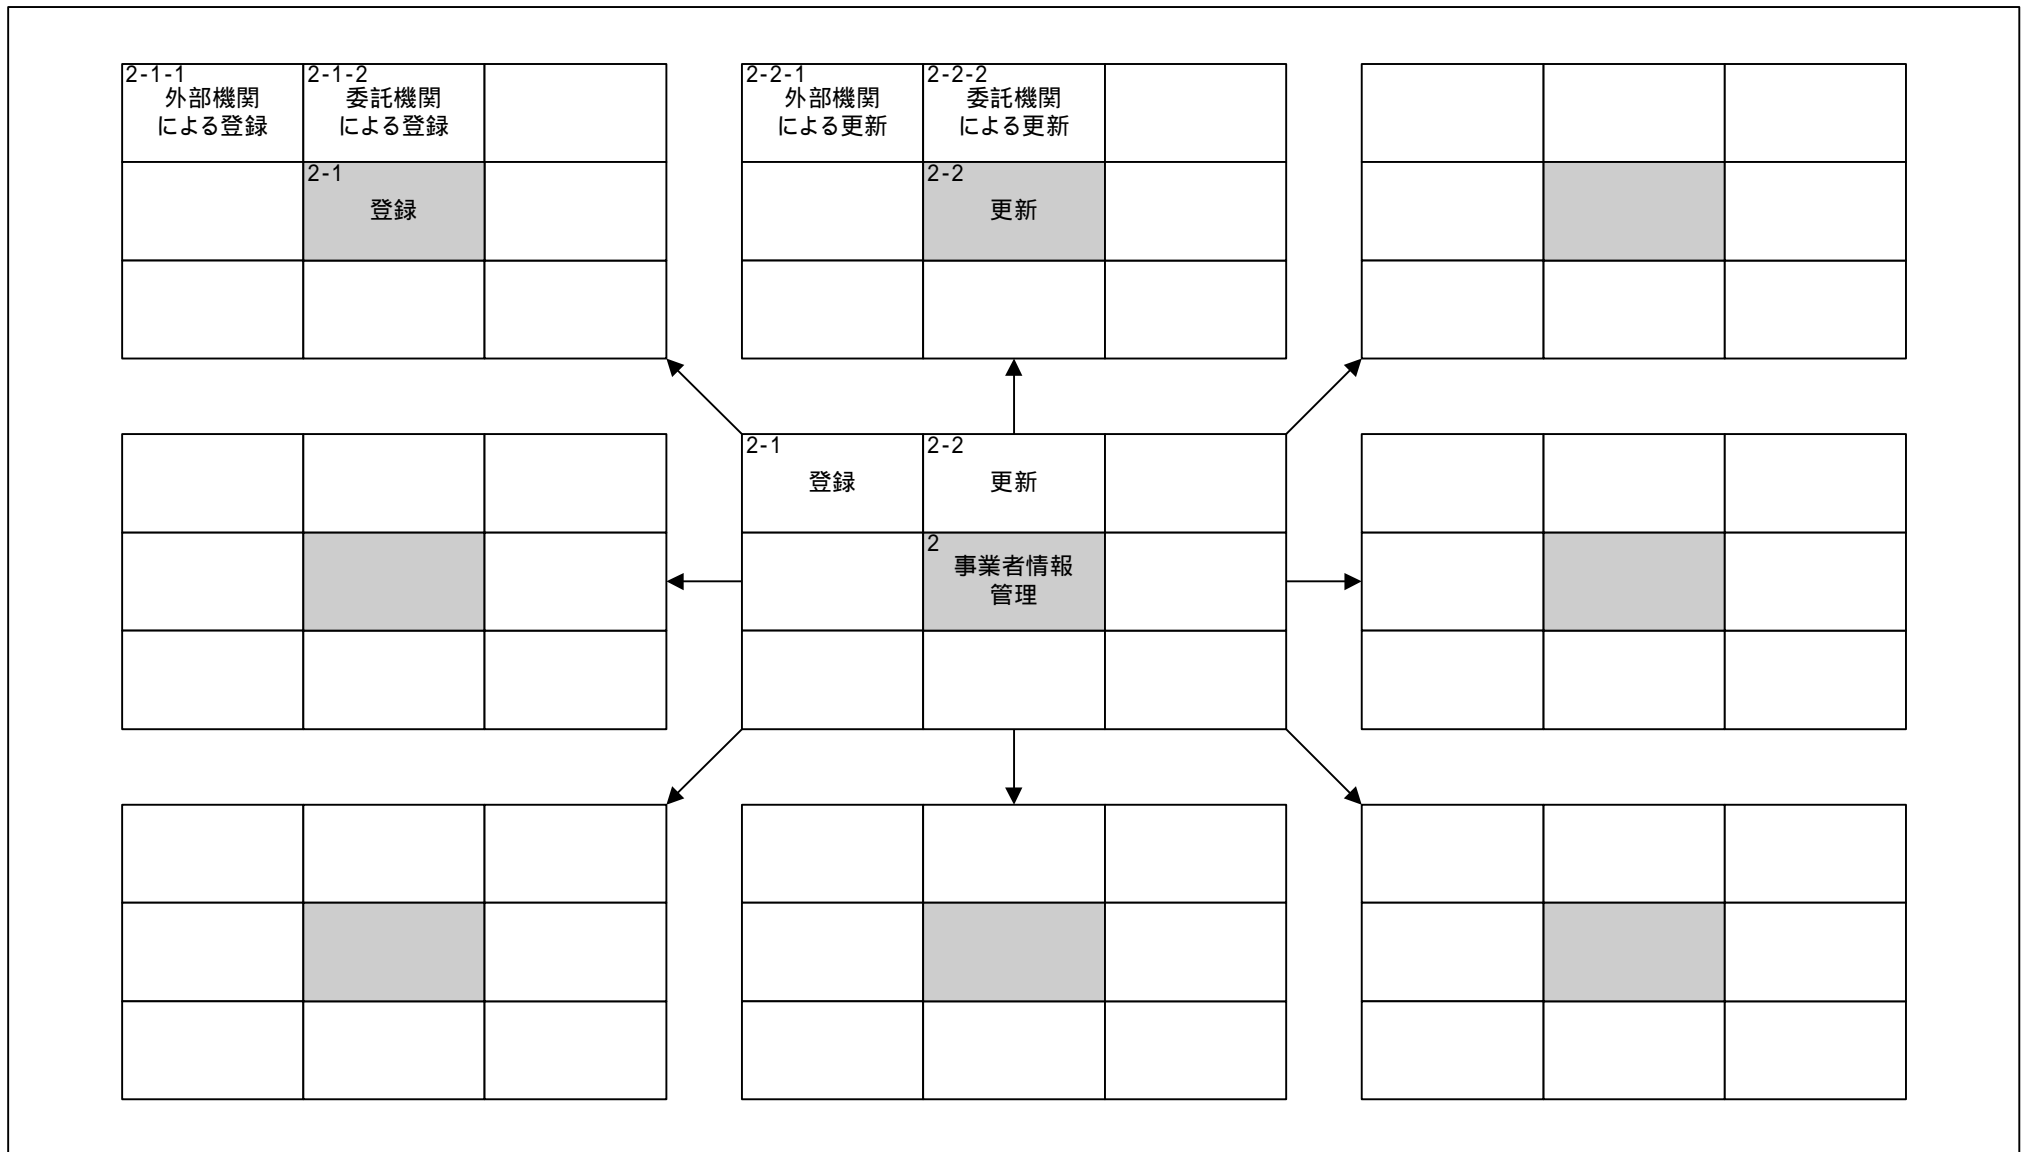 2-1-1
外部機関
による登録
2-1-2
委託機関
による登録
2-1
登録
2-2-1
外部機関
による更新
2-2-2
委託機関
による更新
2-2
更新
2-1
登録
2-2
更新
2
事業者情報
管理